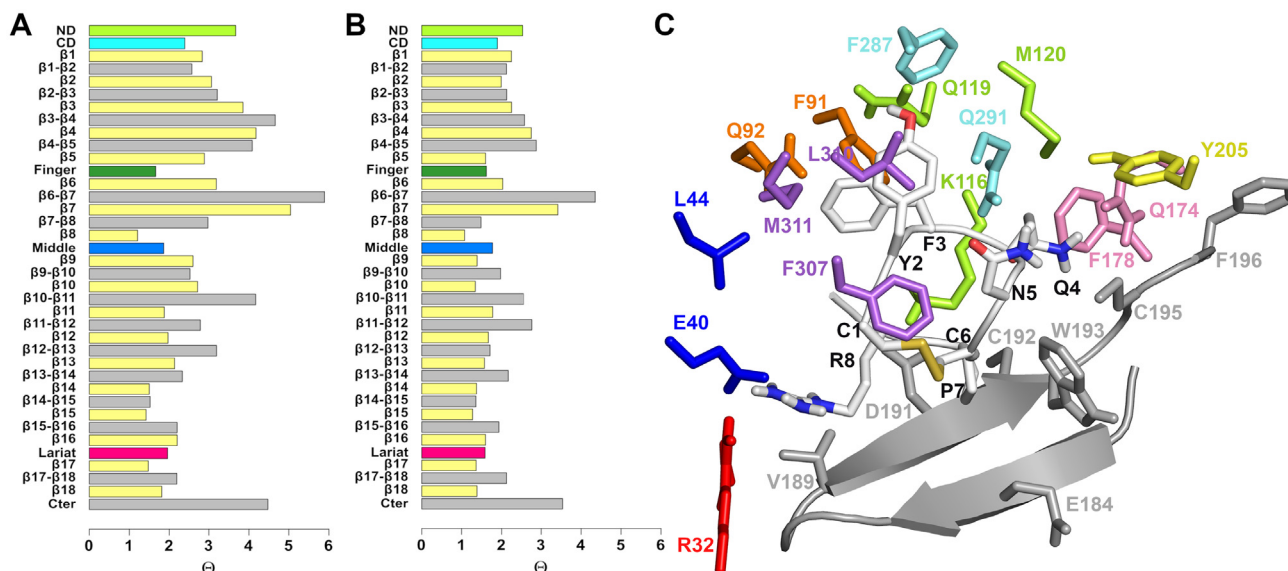 A
ND
CD
β1
β1-β2
β2
β2-β3
β3
β3-β4
β4
β4-β5
β5
Finger
β6
β6-β7
β7
β7-β8
β8
Middle
β9
β9-β10
β10
β10-β11
β11
β11-β12
β12
β12-β13
β13
β13-β14
β14
β14-β15
β15
β15-β16
β16
Lariat
β17
β17-β18
β18
Cter
0 1 2 3 4 5 6
Θ
B
ND
CD
β1
β1-β2
β2
β2-β3
β3
β3-β4
β4
β4-β5
β5
Finger
β6
β6-β7
β7
β7-β8
β8
Middle
β9
β9-β10
β10
β10-β11
β11
β11-β12
β12
β12-β13
β13
β13-β14
β14
β14-β15
β15
β15-β16
β16
Lariat
β17
β17-β18
β18
Cter
0 1 2 3 4 5 6
Θ
C
F287
M120
Q119
F91
Q291
Q92
L310
Y205
K116
L44
M311
Q174
F3
F178
F196
Y2
F307
N5 Q4
C195
E40
C1
C6
C192
W193
R8
P7
D191
V189
E184
R32